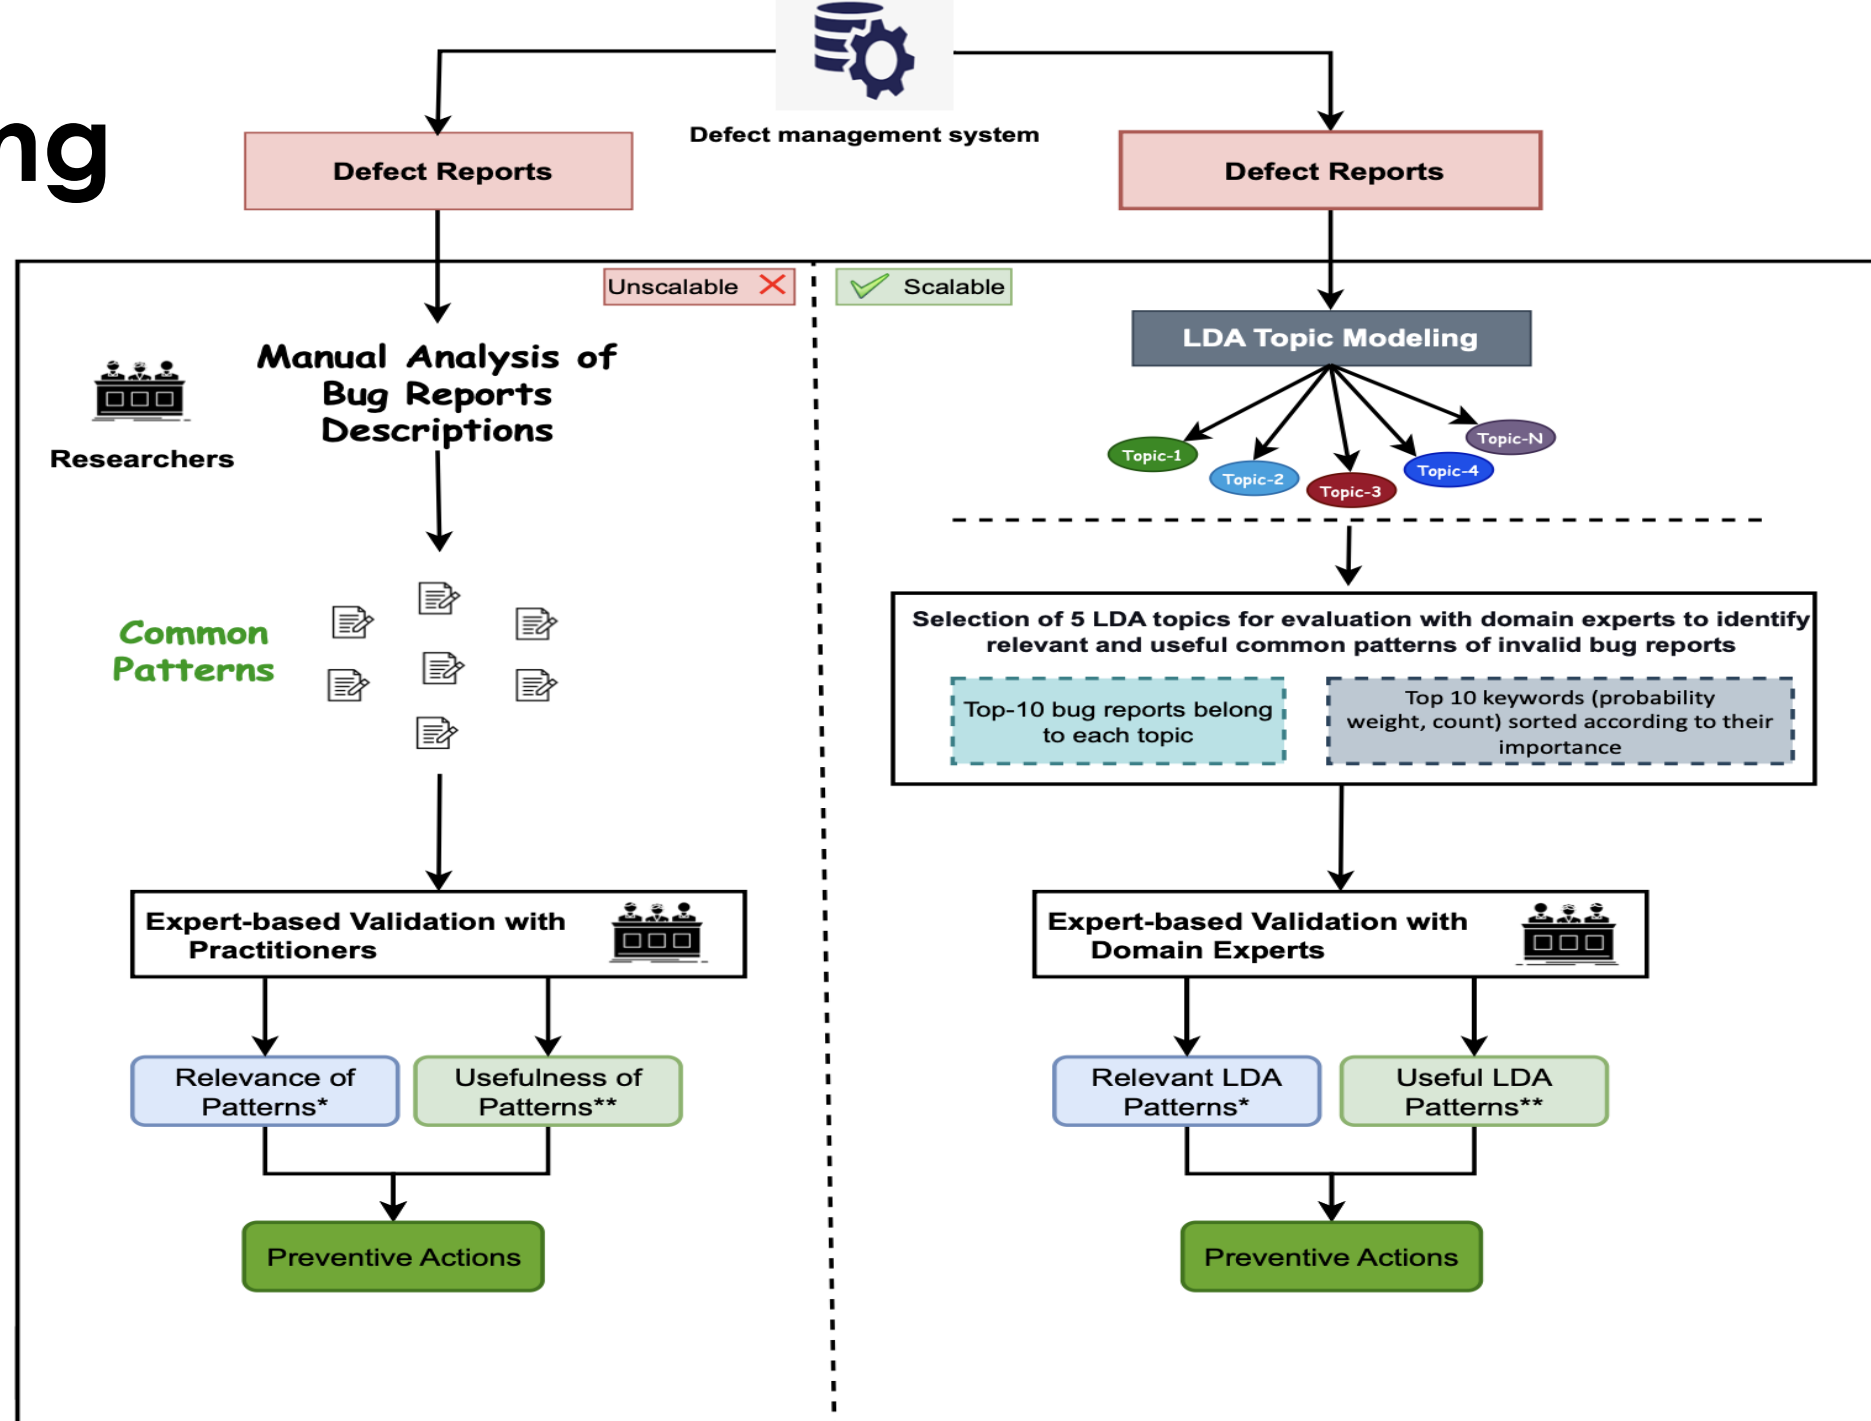 ng
Defect management system
Defect Reports
Defect Reports
Unscalable
Scalable
Manual Analysis of
Bug Reports
Descriptions
Researchers
Common
Patterns
Expert-based Validation with
Practitioners
Relevance of
Patterns*
Usefulness of
Patterns**
Preventive Actions
LDA Topic Modeling
Topic-1
Topic-2
Topic-3
Topic-4
Topic-N
Selection of 5 LDA topics for evaluation with domain experts to identify
relevant and useful common patterns of invalid bug reports
Top-10 bug reports belong
to each topic
Top 10 keywords (probability
weight, count) sorted according to their
importance
Expert-based Validation with
Domain Experts
Relevant LDA
Patterns*
Useful LDA
Patterns**
Preventive Actions